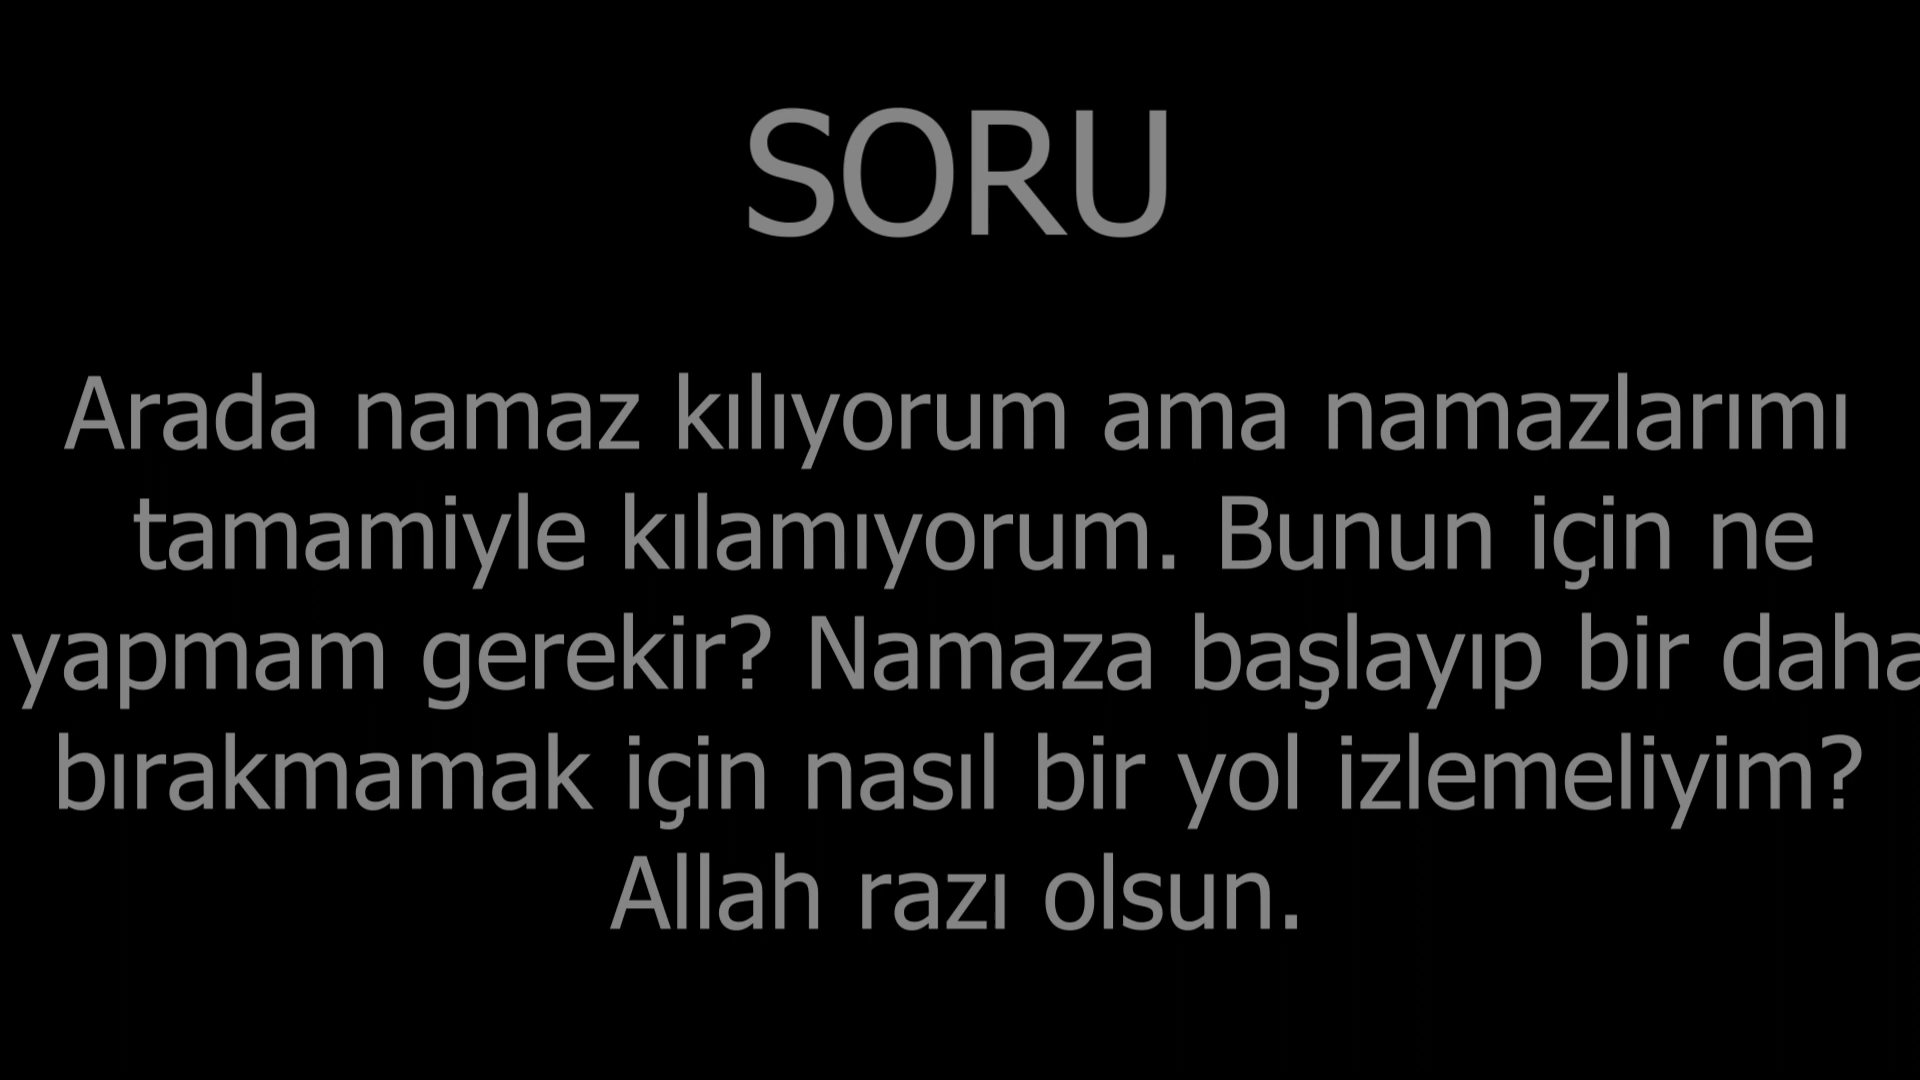 SORU
Arada namaz kılıyorum ama namazlarımı
tamamiyle kılamıyorum. Bunun için ne
yapmam gerekir? Namaza başlayıp bir daha
bırakmamak için nasıl bir yol izlemeliyim?
Allah razı olsun.